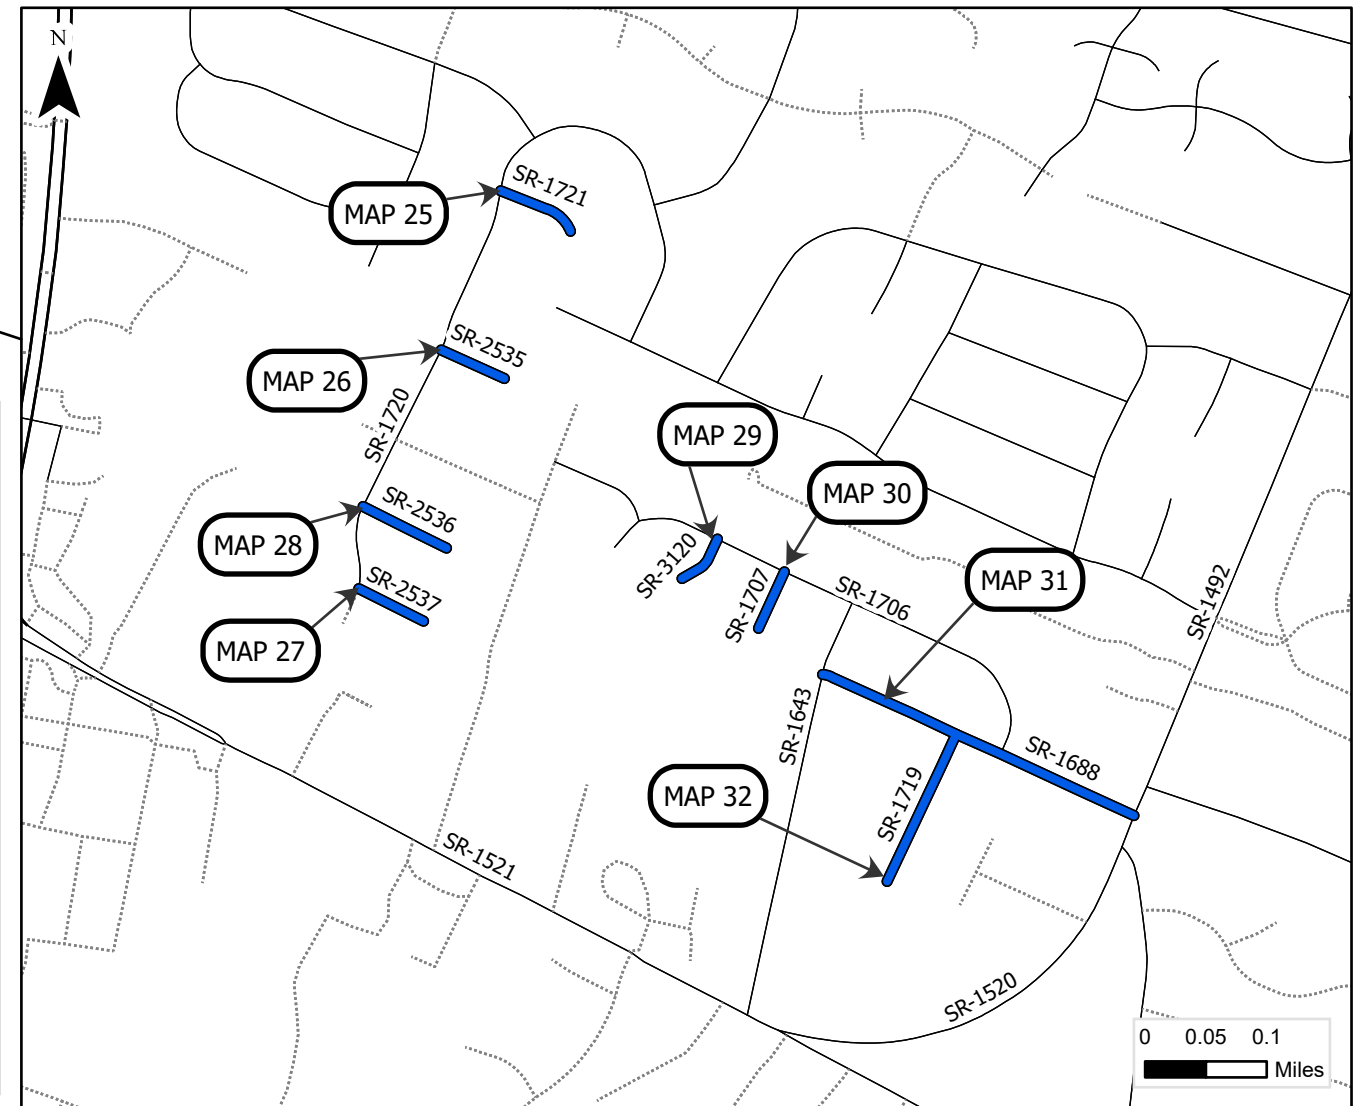 N
SR-1721
MAP 25
SR-2535
MAP 26
SR-1720
MAP 29
MAP 30
SR-2536
MAP 28
SR-3120
SR-1707
SR-1706
MAP 31
SR-1492
SR-2537
MAP 27
SR-1643
SR-1688
MAP 32
SR-1719
SR-1521
SR-1520
0 0.05 0.1
Miles